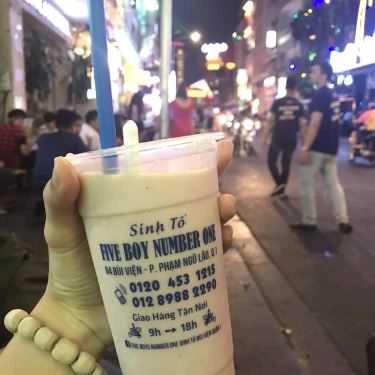 Sinh Tố
FIVE BOY NUMBER ONE
84 BÙI VIỆN - P. PHẠM NGŨ LÃO, Q 1
0120 453 1215
012 8988 2290
Giao Hàng Tận Nơi
9h → 18h